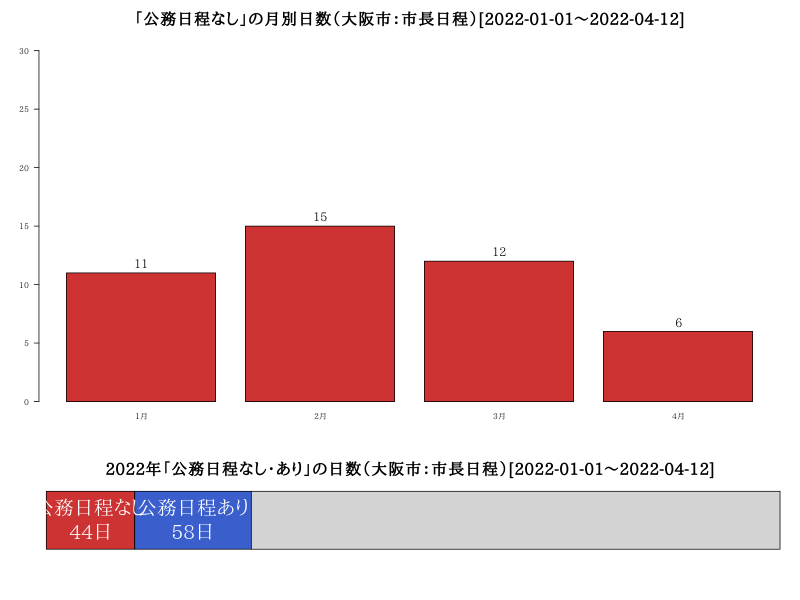 「公務日程なし」の月別日数（大阪市：市長日程）[2022-01-01～2022-04-12]
30
25
20
15
10
5
0
11
15
12
6
1月
2月
3月
4月
2022年「公務日程なし・あり」の日数（大阪市：市長日程）[2022-01-01～2022-04-12]
公務日程なし
44日
公務日程あり
58日